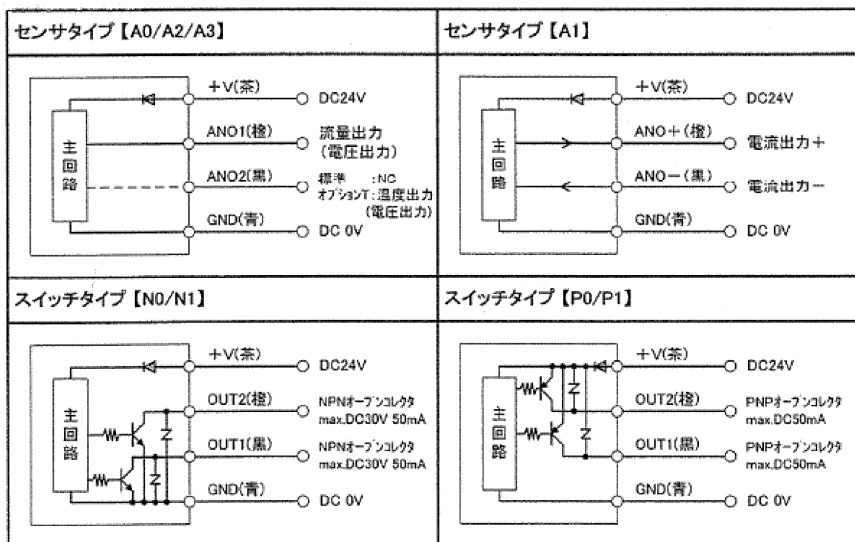 センサタイプ【A0/A2/A3】
主回路
+V(茶)
DC24V
ANO1(橙)
流量出力
(電圧出力)
ANO2(黒)
標準 :NC
オプションT:温度出力
(電圧出力)
GND(青)
DC 0V
センサタイプ【A1】
主回路
+V(茶)
DC24V
ANO+(橙)
電流出力+
ANO-(黒)
電流出力-
GND(青)
DC 0V
スイッチタイプ【N0/N1】
主回路
+V(茶)
DC24V
OUT2(橙)
NPNオープンコレクタ
max.DC30V 50mA
OUT1(黒)
NPNオープンコレクタ
max.DC30V 50mA
GND(青)
DC 0V
スイッチタイプ【P0/P1】
主回路
+V(茶)
DC24V
OUT2(橙)
PNPオープンコレクタ
max.DC50mA
OUT1(黒)
PNPオープンコレクタ
max.DC50mA
GND(青)
DC 0V